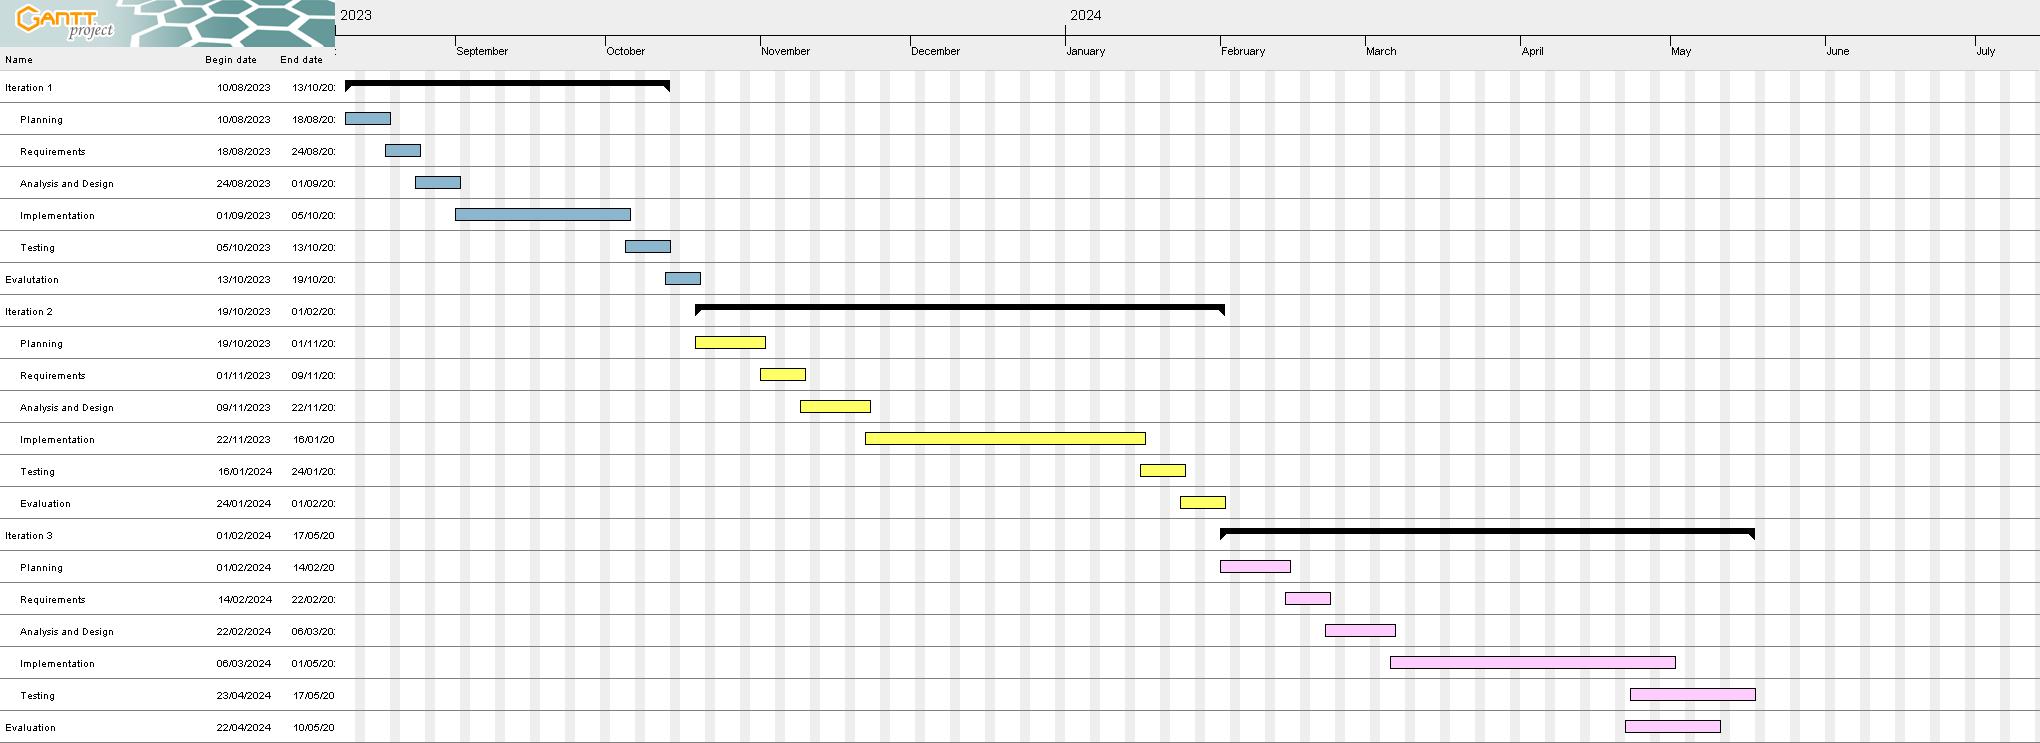 GANTT
project
2023
2024
September October November December January February March April May June July
Name Begin date End date
Iteration 1 10/08/2023 13/10/20:
Planning 10/08/2023 18/08/20:
Requirements 18/08/2023 24/08/20:
Analysis and Design 24/08/2023 01/09/20:
Implementation 01/09/2023 05/10/20:
Testing 05/10/2023 13/10/20:
Evalutation 13/10/2023 19/10/20:
Iteration 2 19/10/2023 01/02/20:
Planning 19/10/2023 01/11/20:
Requirements 01/11/2023 09/11/20:
Analysis and Design 09/11/2023 22/11/20:
Implementation 22/11/2023 16/01/20
Testing 16/01/2024 24/01/20:
Evaluation 24/01/2024 01/02/20:
Iteration 3 01/02/2024 17/05/20
Planning 01/02/2024 14/02/20
Requirements 14/02/2024 22/02/20:
Analysis and Design 22/02/2024 06/03/20:
Implementation 06/03/2024 01/05/20
Testing 23/04/2024 17/05/20
Evaluation 22/04/2024 10/05/20